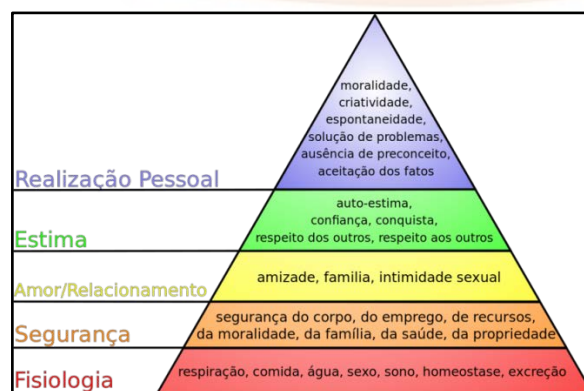 moralidade,
criatividade,
espontaneidade,
solução de problemas,
ausência de preconceito,
aceitação dos fatos
Realização Pessoal
auto-estima,
confiança, conquista,
respeito dos outros, respeito aos outros
Estima
amizade, familia, intimidade sexual
Amor/Relacionamento
segurança do corpo, do emprego, de recursos,
da moralidade, da família, da saúde, da propriedade
Segurança
respiração, comida, água, sexo, sono, homeostase, excreção
Fisiologia